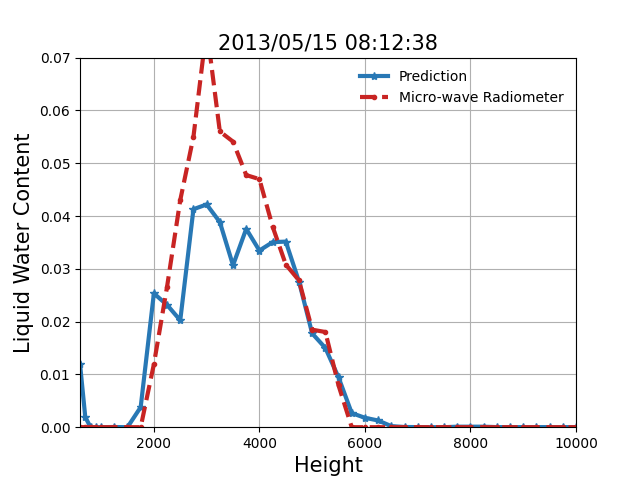 2013/05/15 08:12:38
Prediction
Micro-wave Radiometer
Liquid Water Content
0.07
0.06
0.05
0.04
0.03
0.02
0.01
0.00
2000 4000 6000 8000 10000
Height